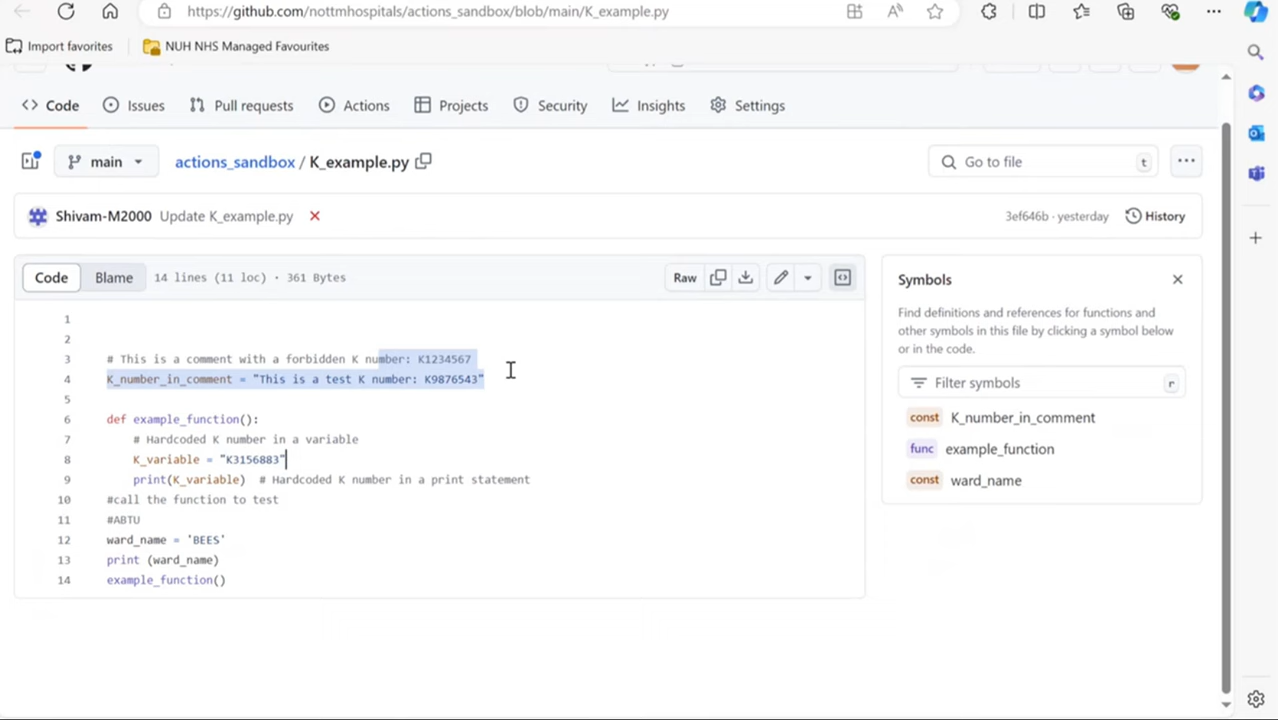 https://github.com/nottmhospitals/actions_sandbox/blob/main/K_example.py
Import favorites
NUH NHS Managed Favourites
Code
Issues
Pull requests
Actions
Projects
Security
Insights
Settings
main
actions_sandbox / K_example.py
Go to file
t
Shivam-M2000 Update K_example.py
3ef646b · yesterday
History
Code
Blame
14 lines (11 loc) · 361 Bytes
Raw
1
2
3 # This is a comment with a forbidden K number: K1234567
4 K_number_in_comment = "This is a test K number: K9876543"
5
6 def example_function():
7 # Hardcoded K number in a variable
8 K_variable = "K3156883"
9 print(K_variable) # Hardcoded K number in a print statement
10 #call the function to test
11 #ABTU
12 ward_name = 'BEES'
13 print (ward_name)
14 example_function()
Symbols
Find definitions and references for functions and
other symbols in this file by clicking a symbol below
or in the code.
Filter symbols
r
const K_number_in_comment
func example_function
const ward_name